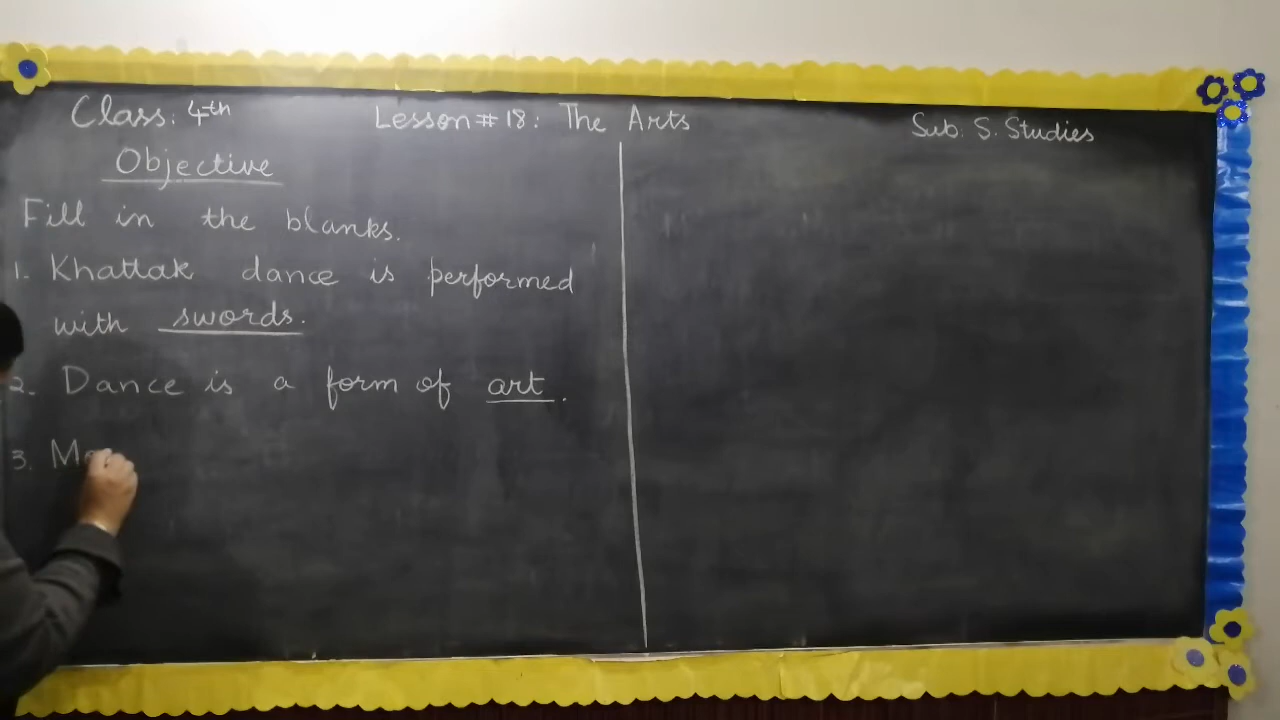 Class: 4th Lesson # 18: The Arts Sub. S. Studies
Objective
Fill in the blanks.
1. Khattak dance is performed
with swords.
2. Dance is a form of art.
3.